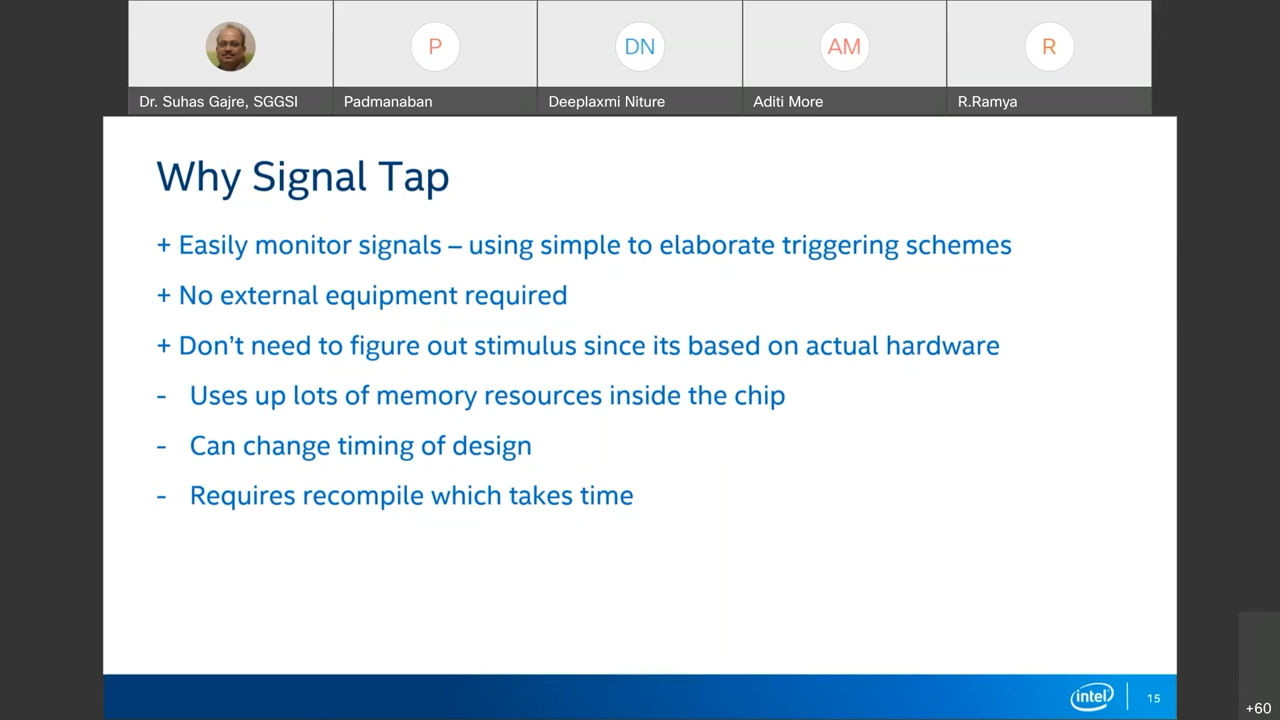 P
DN
AM
R
Dr. Suhas Gajre, SGGSI
Padmanaban
Deeplaxmi Niture
Aditi More
R.Ramya
Why Signal Tap
+ Easily monitor signals – using simple to elaborate triggering schemes
+ No external equipment required
+ Don’t need to figure out stimulus since its based on actual hardware
- Uses up lots of memory resources inside the chip
- Can change timing of design
- Requires recompile which takes time
intel
15
+60